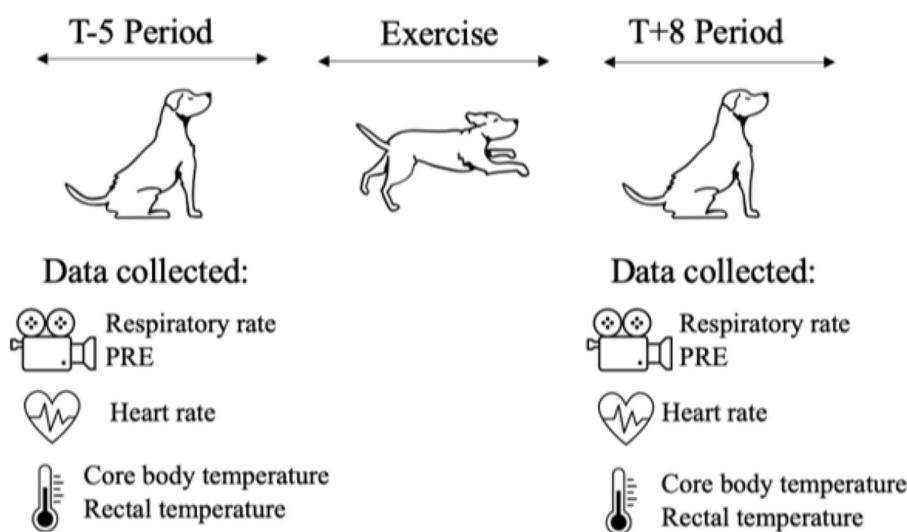 T-5 Period
Exercise
T+8 Period
Data collected:
Respiratory rate
PRE
Heart rate
Core body temperature
Rectal temperature
Data collected:
Respiratory rate
PRE
Heart rate
Core body temperature
Rectal temperature